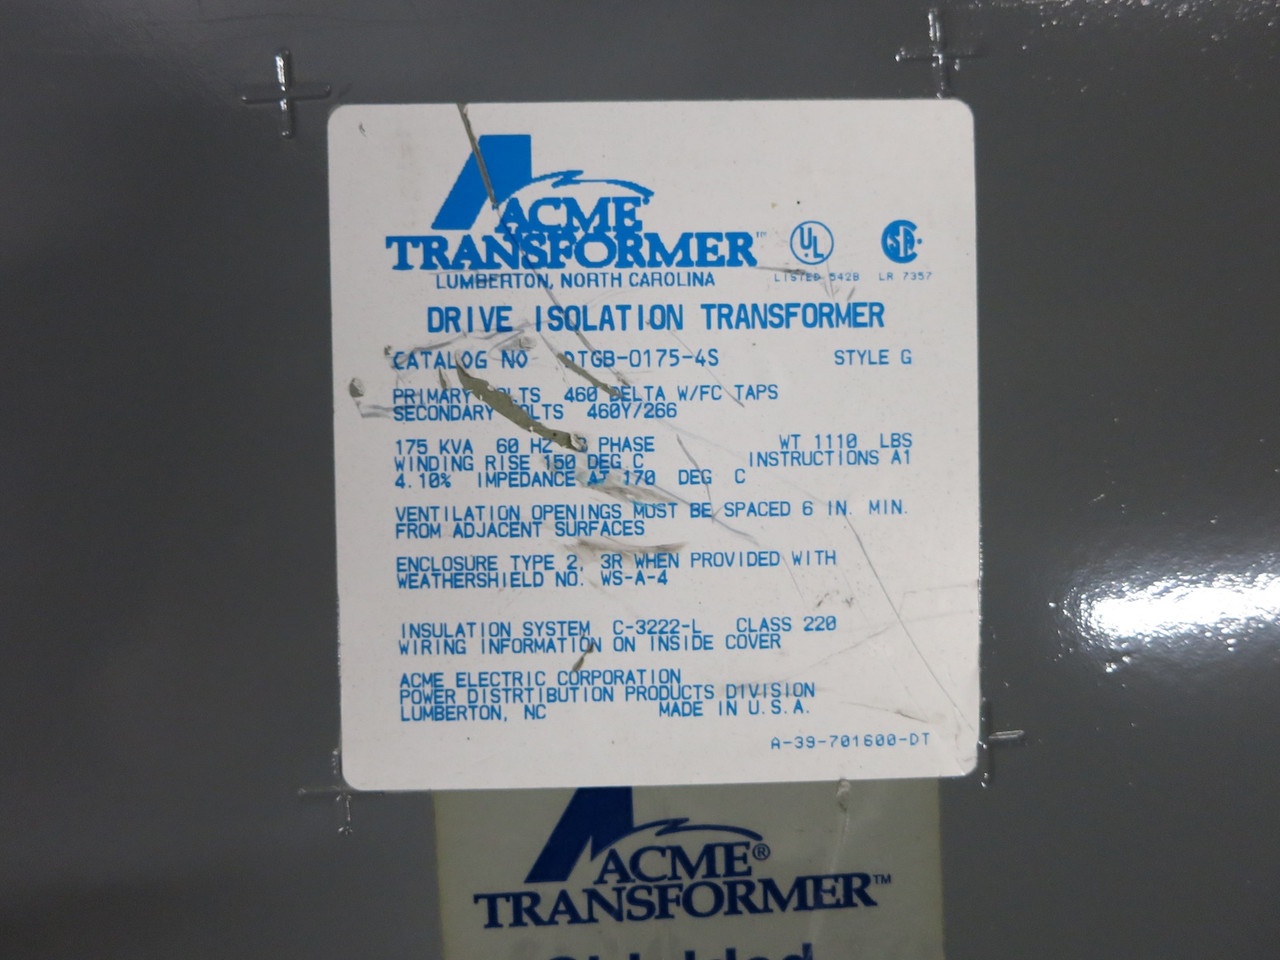 ACME
TRANSFORMER™
LUMBERTON, NORTH CAROLINA
UL
LISTED 542B
SA
LR 7357
DRIVE ISOLATION TRANSFORMER
CATALOG NO DTGB-0175-4S STYLE G
PRIMARY VOLTS 460 DELTA W/FC TAPS
SECONDARY VOLTS 460Y/266
175 KVA 60 HZ 3 PHASE WT 1110 LBS
WINDING RISE 150 DEG C INSTRUCTIONS A1
4.10% IMPEDANCE AT 170 DEG C
VENTILATION OPENINGS MUST BE SPACED 6 IN. MIN.
FROM ADJACENT SURFACES
ENCLOSURE TYPE 2, 3R WHEN PROVIDED WITH
WEATHERSHIELD NO. WS-A-4
INSULATION SYSTEM C-3222-L CLASS 220
WIRING INFORMATION ON INSIDE COVER
ACME ELECTRIC CORPORATION
POWER DISTRTIBUTION PRODUCTS DIVISION
LUMBERTON, NC MADE IN U.S.A.
A-39-701600-DT
ACME®
TRANSFORMER™
Shielded